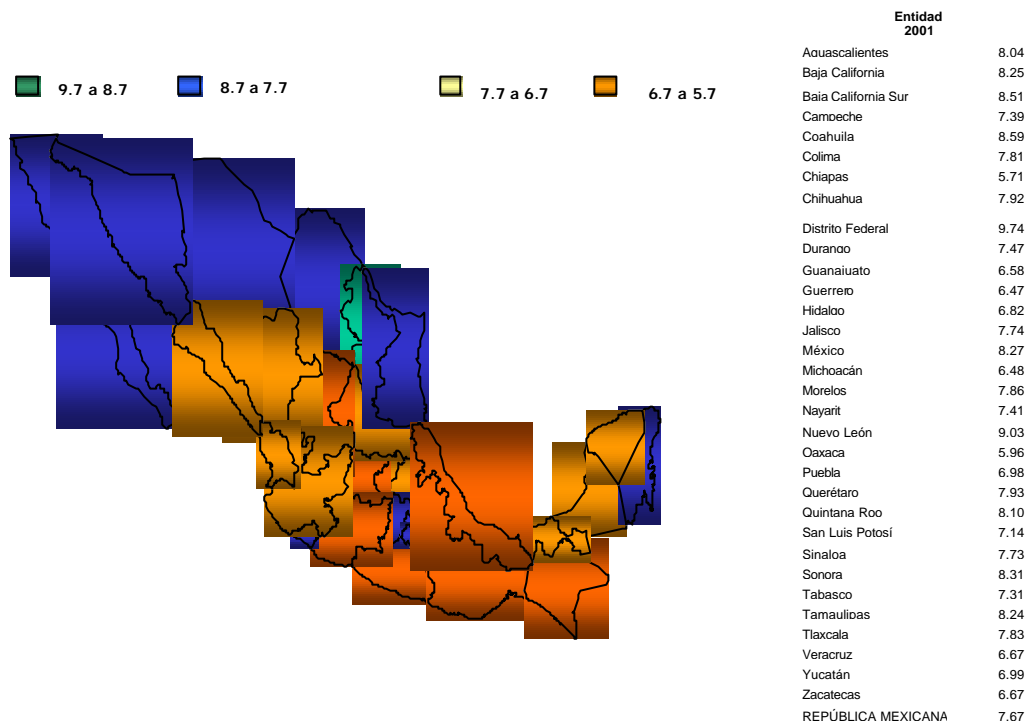 Entidad
2001
9.7 a 8.7
8.7 a 7.7
7.7 a 6.7
6.7 a 5.7
Aguascalientes 8.04
Baja California 8.25
Baja California Sur 8.51
Campeche 7.39
Coahuila 8.59
Colima 7.81
Chiapas 5.71
Chihuahua 7.92
Distrito Federal 9.74
Durango 7.47
Guanajuato 6.58
Guerrero 6.47
Hidalgo 6.82
Jalisco 7.74
México 8.27
Michoacán 6.48
Morelos 7.86
Nayarit 7.41
Nuevo León 9.03
Oaxaca 5.96
Puebla 6.98
Querétaro 7.93
Quintana Roo 8.10
San Luis Potosí 7.14
Sinaloa 7.73
Sonora 8.31
Tabasco 7.31
Tamaulipas 8.24
Tlaxcala 7.83
Veracruz 6.67
Yucatán 6.99
Zacatecas 6.67
REPÚBLICA MEXICANA 7.67